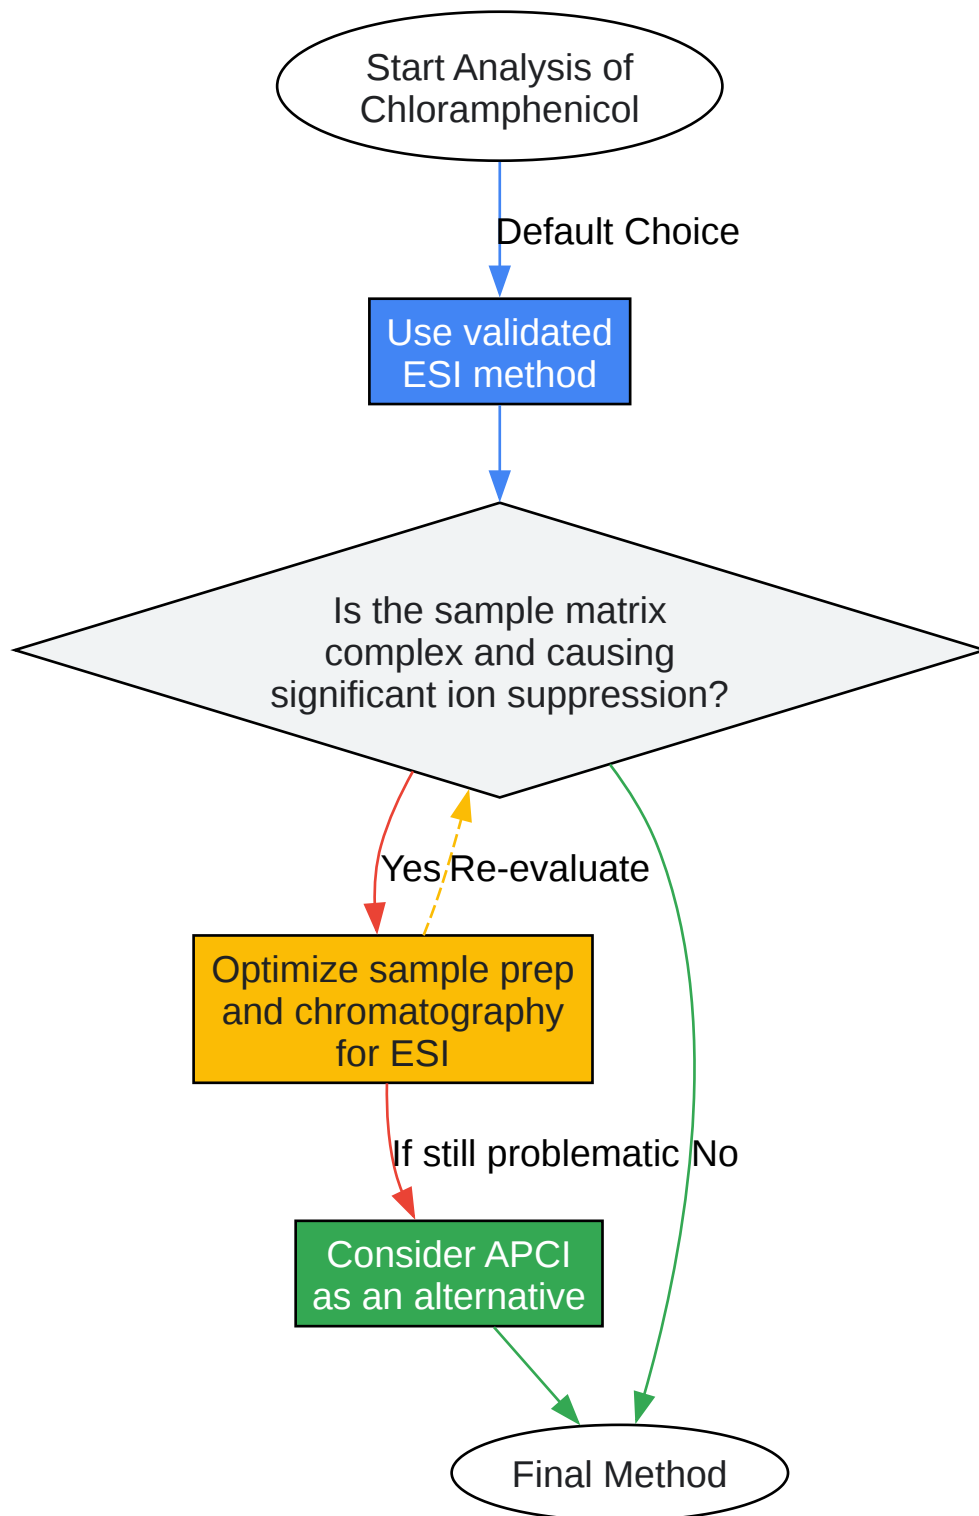 Start Analysis of
Chloramphenicol
Default Choice
Use validated
ESI method
Is the sample matrix
complex and causing
significant ion suppression?
Yes
Re-evaluate
Optimize sample prep
and chromatography
for ESI
If still problematic
No
Consider APCI
as an alternative
Final Method